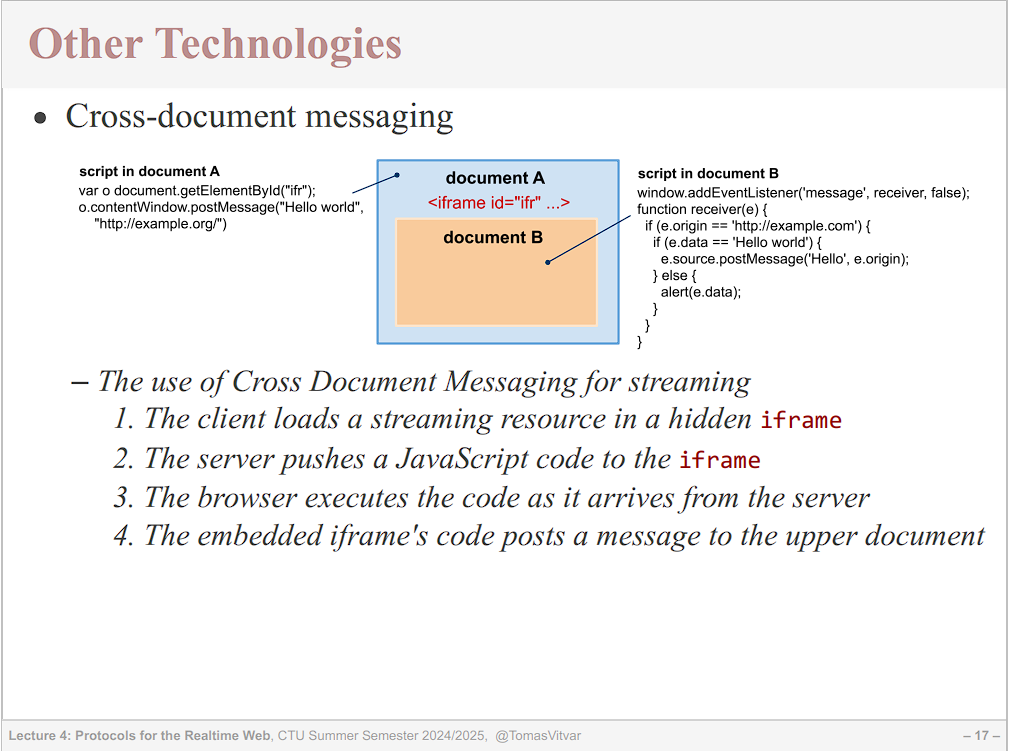 Other Technologies
• Cross-document messaging
script in document A
var o document.getElementById("ifr");
o.contentWindow.postMessage("Hello world",
"http://example.org/")
document A
<iframe id="ifr" ...>
document B
script in document B
window.addEventListener('message', receiver, false);
function receiver(e) {
if (e.origin == 'http://example.com') {
if (e.data == 'Hello world') {
e.source.postMessage('Hello', e.origin);
} else {
alert(e.data);
}
}
}
– The use of Cross Document Messaging for streaming
1. The client loads a streaming resource in a hidden iframe
2. The server pushes a JavaScript code to the iframe
3. The browser executes the code as it arrives from the server
4. The embedded iframe's code posts a message to the upper document
Lecture 4: Protocols for the Realtime Web, CTU Summer Semester 2024/2025, @TomasVitvar
– 17 –